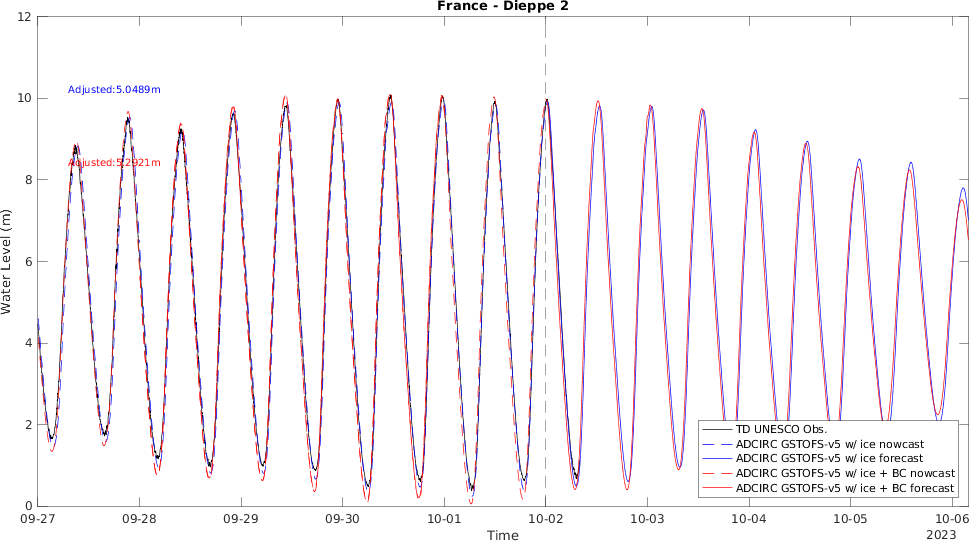 France - Dieppe 2
12
10
8
6
4
2
0
Water Level (m)
Adjusted:5.0489m
Adjusted:5.2921m
TD UNESCO Obs.
ADCIRC GSTOFS-v5 w/ ice nowcast
ADCIRC GSTOFS-v5 w/ ice forecast
ADCIRC GSTOFS-v5 w/ ice + BC nowcast
ADCIRC GSTOFS-v5 w/ ice + BC forecast
09-27 09-28 09-29 09-30 10-01 10-02 10-03 10-04 10-05 10-06
Time
2023